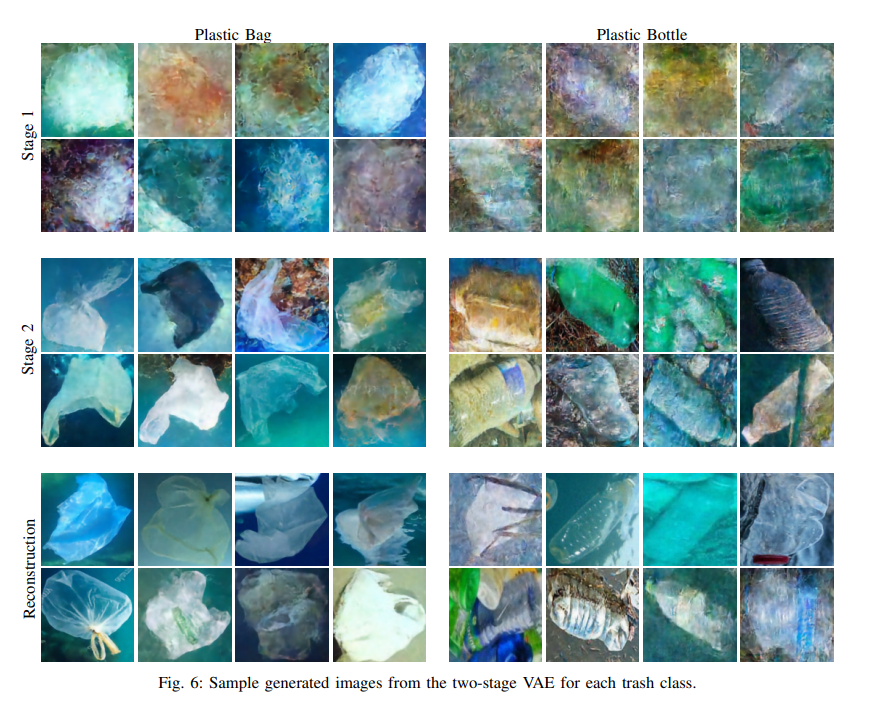 Plastic Bag
Plastic Bottle
Stage 1
Stage 2
Reconstruction
Fig. 6: Sample generated images from the two-stage VAE for each trash class.